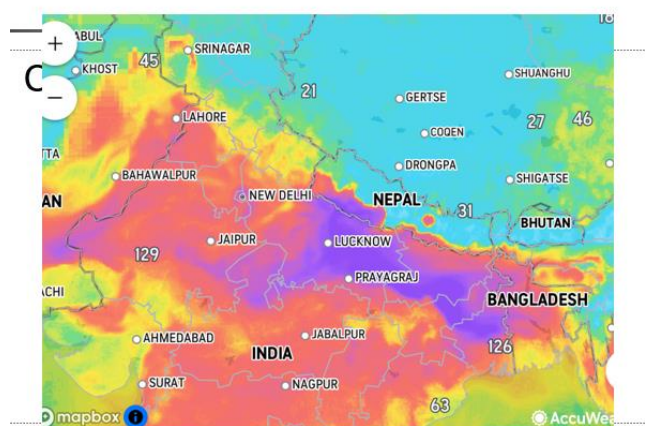 ABUL
18
+
SRINAGAR
45
KHOST
C
SHUANGHU
−
21
GERTSE
LAHORE
27
46
COQEN
TTA
DRONGPA
BAHAWALPUR
SHIGATSE
NEW DELHI
NEPAL
AN
31
BHUTAN
JAIPUR
LUCKNOW
129
PRAYAGRAJ
ACHI
BANGLADESH
AHMEDABAD
JABALPUR
126
INDIA
SURAT
NAGPUR
63
mapbox i
AccuWea